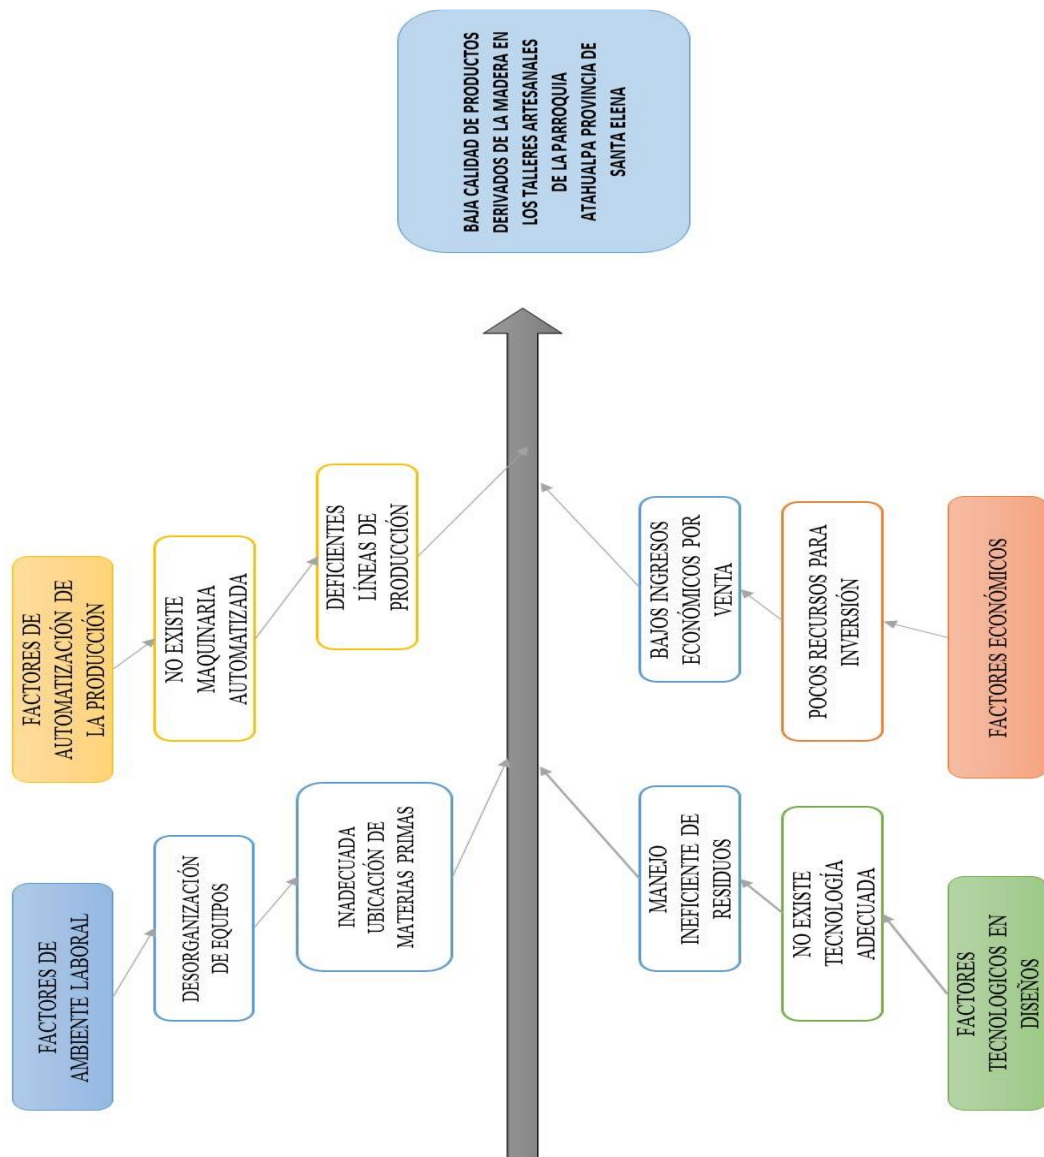 FACTORES DE
AMBIENTE LABORAL
FACTORES DE
AUTOMATIZACIÓN DE
LA PRODUCCIÓN
DESORGANIZACIÓN
DE EQUIPOS
NO EXISTE
MAQUINARIA
AUTOMATIZADA
INADECUADA
UBICACIÓN DE
MATERIAS PRIMAS
DEFICIENTES
LÍNEAS DE
PRODUCCIÓN
BAJA CALIDAD DE PRODUCTOS
DERIVADOS DE LA MADERA EN
LOS TALLERES ARTESANALES
DE LA PARROQUIA
ATAHUALPA PROVINCIA DE
SANTA ELENA
MANEJO
INEFICIENTE DE
RESIDUOS
BAJOS INGRESOS
ECONÓMICOS POR
VENTA
NO EXISTE
TECNOLOGÍA
ADECUADA
POCOS RECURSOS PARA
INVERSIÓN
FACTORES
TECNOLOGICOS EN
DISEÑOS
FACTORES ECONÓMICOS